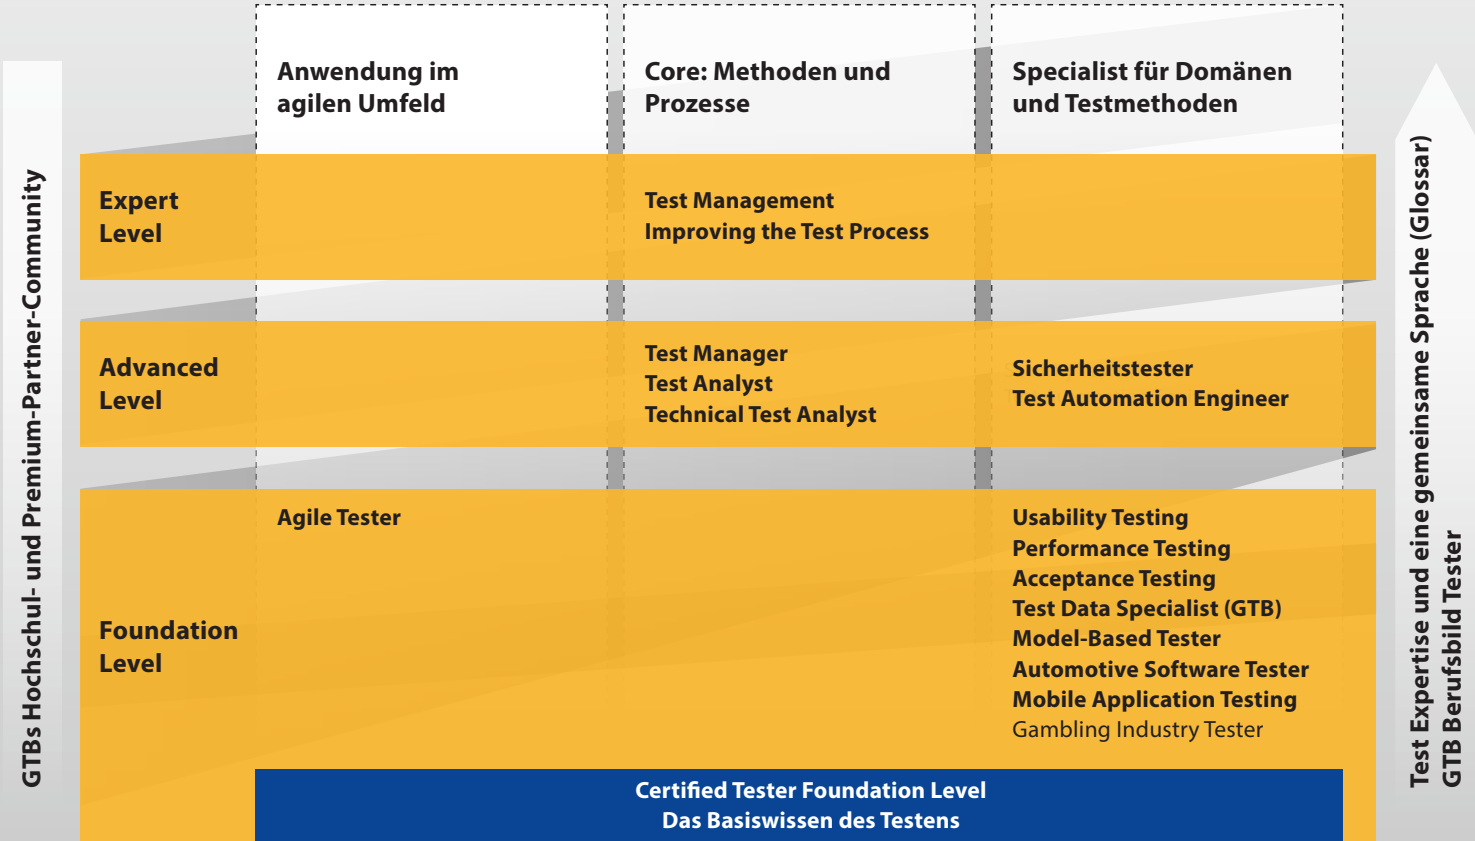 Anwendung im
agilen Umfeld
Core: Methoden und
Prozesse
Specialist für Domänen
und Testmethoden
Expert
Level
Test Management
Improving the Test Process
Advanced
Level
Test Manager
Test Analyst
Technical Test Analyst
Sicherheitstester
Test Automation Engineer
Foundation
Level
Agile Tester
Usability Testing
Performance Testing
Acceptance Testing
Test Data Specialist (GTB)
Model-Based Tester
Automotive Software Tester
Mobile Application Testing
Gambling Industry Tester
Certified Tester Foundation Level
Das Basiswissen des Testens
GTBs Hochschul- und Premium-Partner-Community
Test Expertise und eine gemeinsame Sprache (Glossar)
GTB Berufsbild Tester